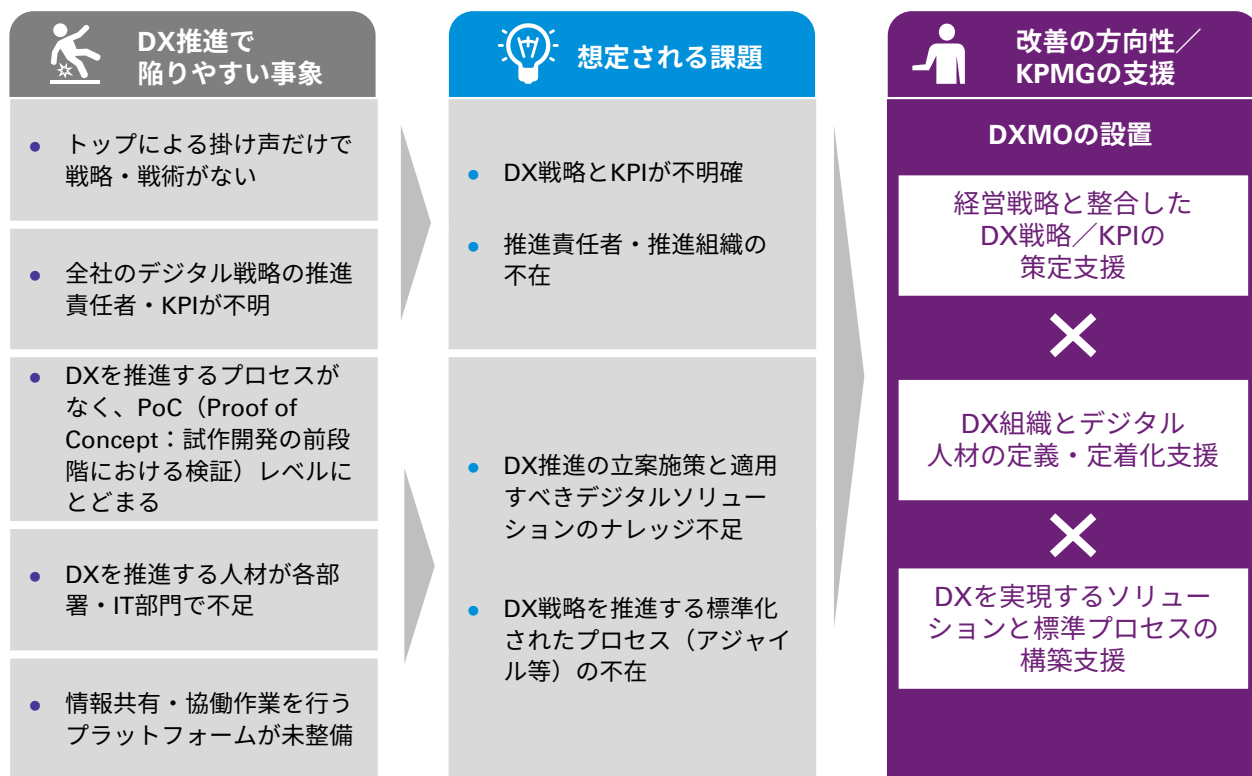 DX推進で
陥りやすい事象
トップによる掛け声だけで
戦略・戦術がない
全社のデジタル戦略の推進
責任者・KPIが不明
DXを推進するプロセスが
なく、PoC（Proof of
Concept：試作開発の前段
階における検証）レベルに
とどまる
DXを推進する人材が各部
署・IT部門で不足
情報共有・協働作業を行う
プラットフォームが未整備
想定される課題
DX戦略とKPIが不明確
推進責任者・推進組織の
不在
DX推進の立案施策と適用
すべきデジタルソリュー
ションのナレッジ不足
DX戦略を推進する標準化
されたプロセス（アジャイ
ル等）の不在
改善の方向性／
KPMGの支援
DXMOの設置
経営戦略と整合した
DX戦略／KPIの
策定支援
×
DX組織とデジタル
人材の定義・定着化支援
×
DXを実現するソリュー
ションと標準プロセスの
構築支援